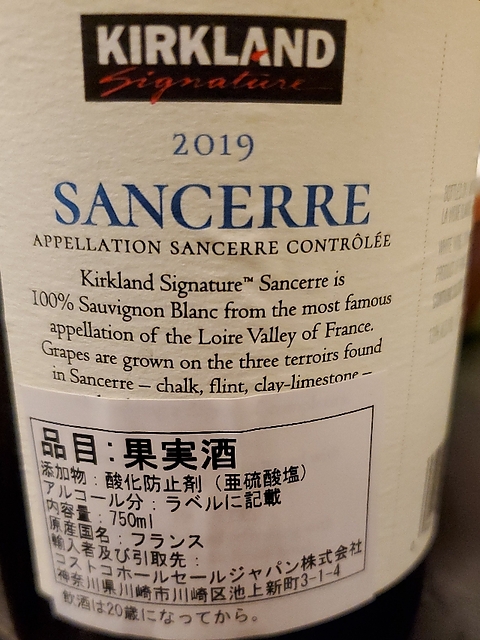 KIRKLAND
Signature
2019
SANCERRE
APPELLATION SANCERRE CONTRÔLÉE
Kirkland Signature™ Sancerre is
100% Sauvignon Blanc from the most famous
appellation of the Loire Valley of France.
Grapes are grown on the three terroirs found
in Sancerre – chalk, flint, clay-limestone –
品目:果実酒
添加物:酸化防止剤(亜硫酸塩)
アルコール分:ラベルに記載
内容量:750ml
原産国名:フランス
輸入者及び引取先:
コストコホールセールジャパン株式会社
神奈川県川崎市川崎区池上新町3-1-4
飲酒は20歳になってから。